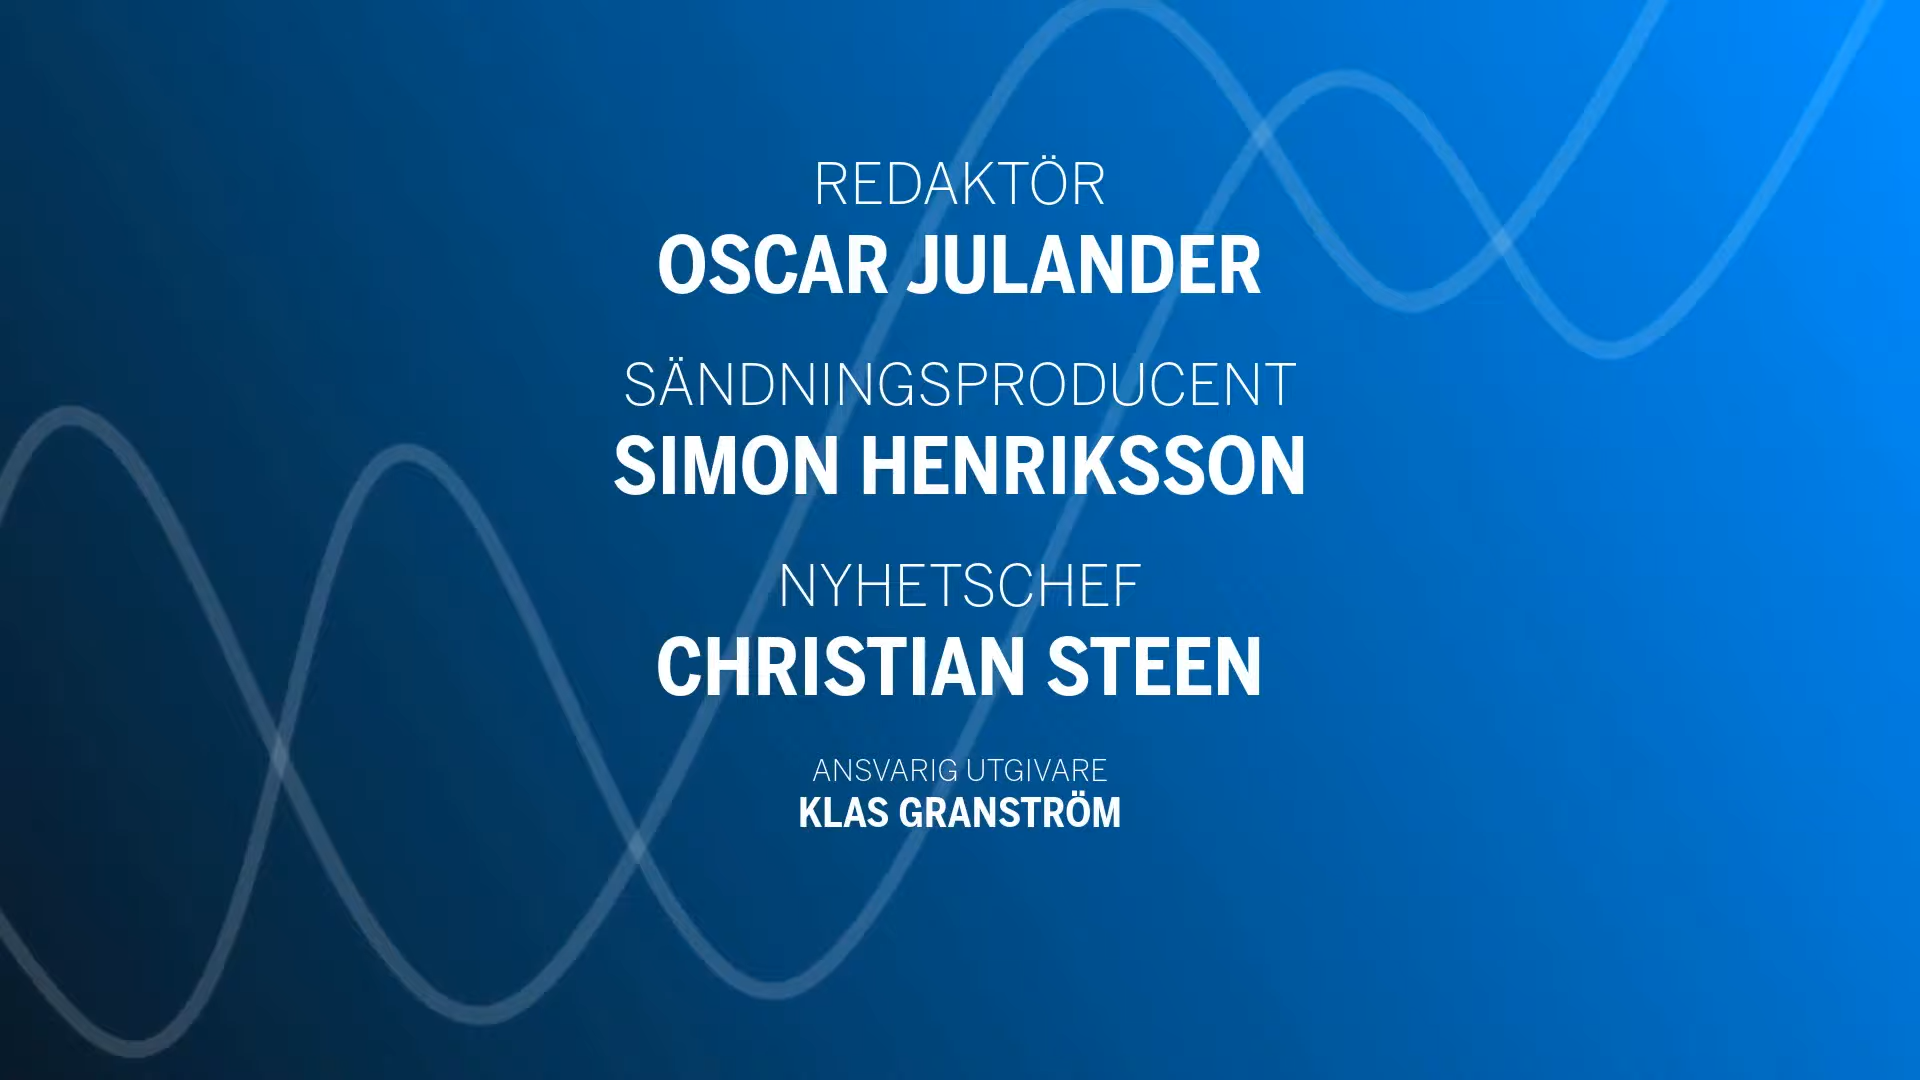 REDAKTÖR
OSCAR JULANDER
SÄNDNINGSPRODUCENT
SIMON HENRIKSSON
NYHETSCHEF
CHRISTIAN STEEN
ANSVARIG UTGIVARE
KLAS GRANSTRÖM